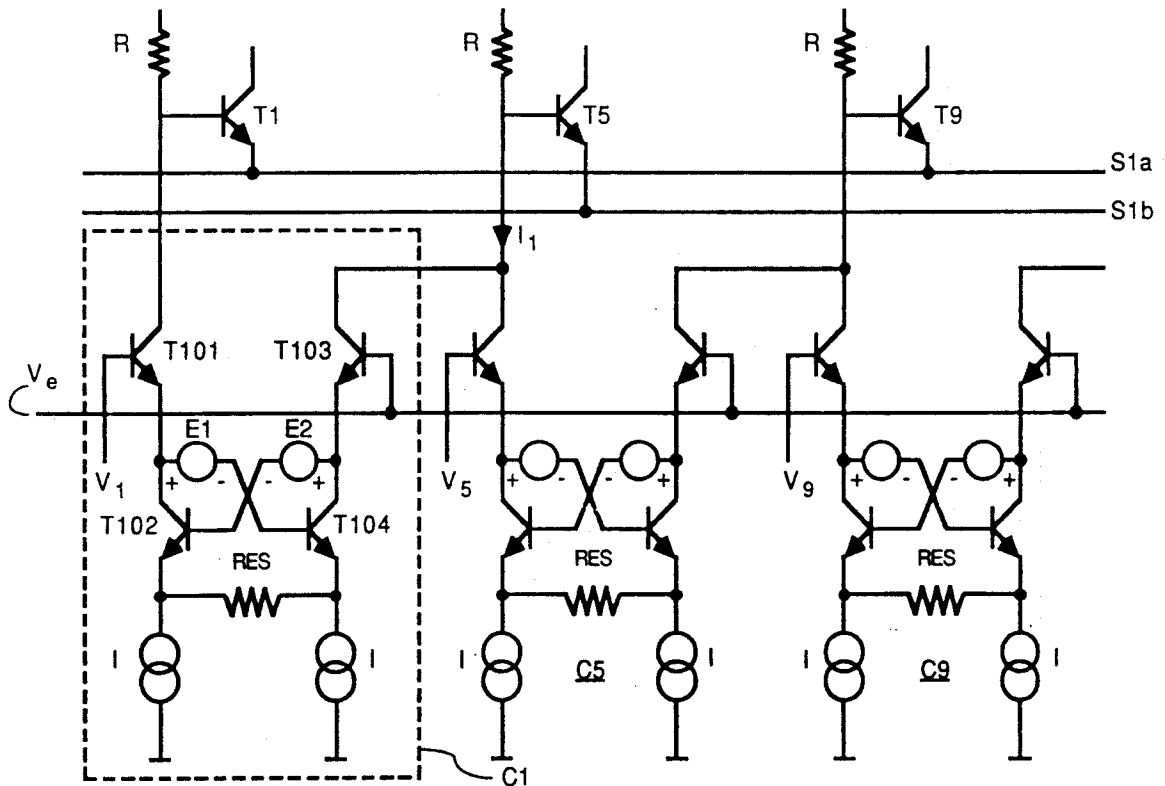 R R R
T1 T5 T9
S1a
S1b
I1
T101 T103
Ve
E1 E2
V1 V5 V9
+ - - + + - - + + - - +
T102 T104
RES RES RES
I I I I I I
C5 C9
C1